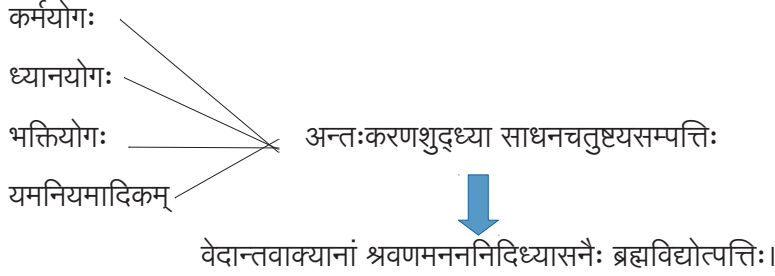 कर्मयोगः
ध्यानयोगः
भक्तियोगः
अन्तःकरणशुद्ध्या साधनचतुष्टयसम्पत्तिः
यमनियमादिकम्
वेदान्तवाक्यानां श्रवणमनननिदिध्यासनैः ब्रह्मविद्योत्पत्तिः।